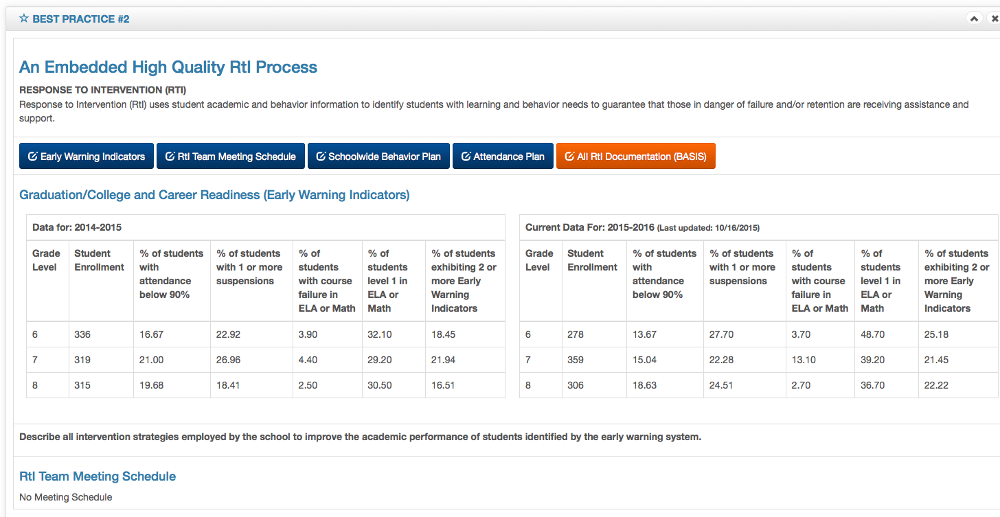 ☆ BEST PRACTICE #2
An Embedded High Quality RtI Process
RESPONSE TO INTERVENTION (RTI)
Response to Intervention (RtI) uses student academic and behavior information to identify students with learning and behavior needs to guarantee that those in danger of failure and/or retention are receiving assistance and
support.
Early Warning Indicators RtI Team Meeting Schedule Schoolwide Behavior Plan Attendance Plan All RtI Documentation (BASIS)
Graduation/College and Career Readiness (Early Warning Indicators)
Data for: 2014-2015
Grade Student % of students % of students % of % of % of students
Level Enrollment with with 1 or more students students exhibiting 2 or
attendance suspensions with course level 1 in more Early
below 90% failure in ELA or Warning
ELA or Math Math Indicators
6 336 16.67 22.92 3.90 32.10 18.45
7 319 21.00 26.96 4.40 29.20 21.94
8 315 19.68 18.41 2.50 30.50 16.51
Current Data For: 2015-2016 (Last updated: 10/16/2015)
Grade Student % of students % of students % of % of % of students
Level Enrollment with with 1 or more students students exhibiting 2 or
attendance suspensions with course level 1 in more Early
below 90% failure in ELA or Warning
ELA or Math Math Indicators
6 278 13.67 27.70 3.70 48.70 25.18
7 359 15.04 22.28 13.10 39.20 21.45
8 306 18.63 24.51 2.70 36.70 22.22
Describe all intervention strategies employed by the school to improve the academic performance of students identified by the early warning system.
RtI Team Meeting Schedule
No Meeting Schedule